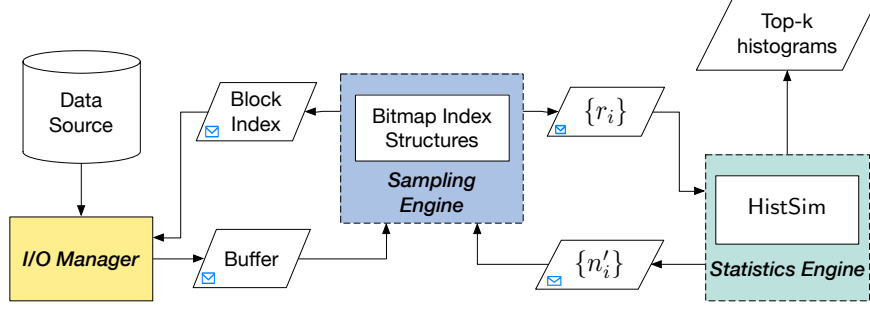 Top-k
histograms
Data
Source
Block
Index
Bitmap Index
Structures
Sampling
Engine
{r_i}
HistSim
Statistics Engine
I/O Manager
Buffer
{n′_i}